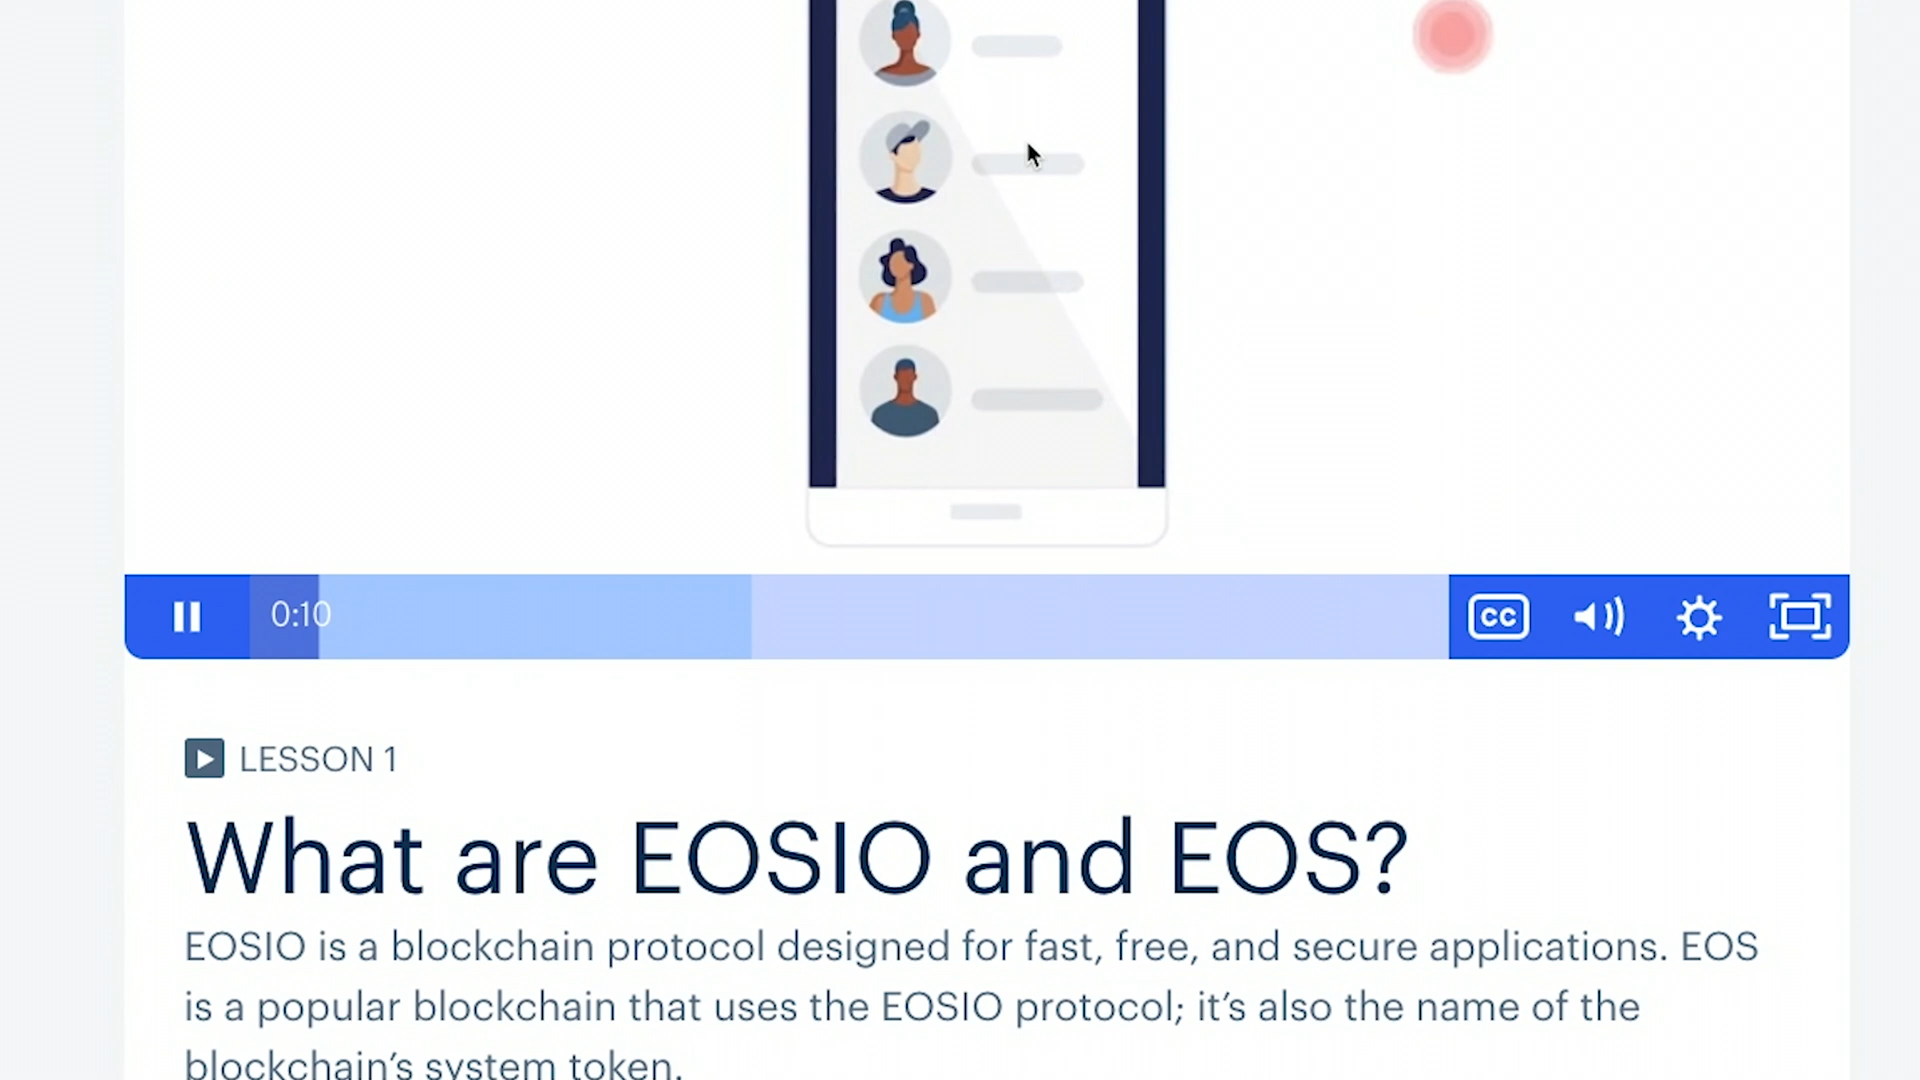 0:10
CC
LESSON 1
What are EOSIO and EOS?
EOSIO is a blockchain protocol designed for fast, free, and secure applications. EOS
is a popular blockchain that uses the EOSIO protocol; it’s also the name of the
blockchain’s system token.